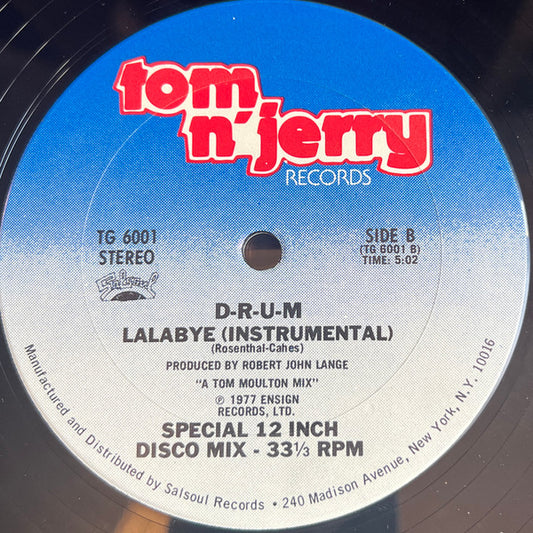 tom
n' jerry
RECORDS
TG 6001
STEREO
Salsoul
SIDE B
(TG 6001 B)
TIME: 5:02
D-R-U-M
LALABYE (INSTRUMENTAL)
(Rosenthal-Cahes)
PRODUCED BY ROBERT JOHN LANGE
"A TOM MOULTON MIX"
℗ 1977 ENSIGN
RECORDS, LTD.
SPECIAL 12 INCH
DISCO MIX - 33⅓ RPM
Manufactured and Distributed by Salsoul Records • 240 Madison Avenue, New York, N.Y. 10016